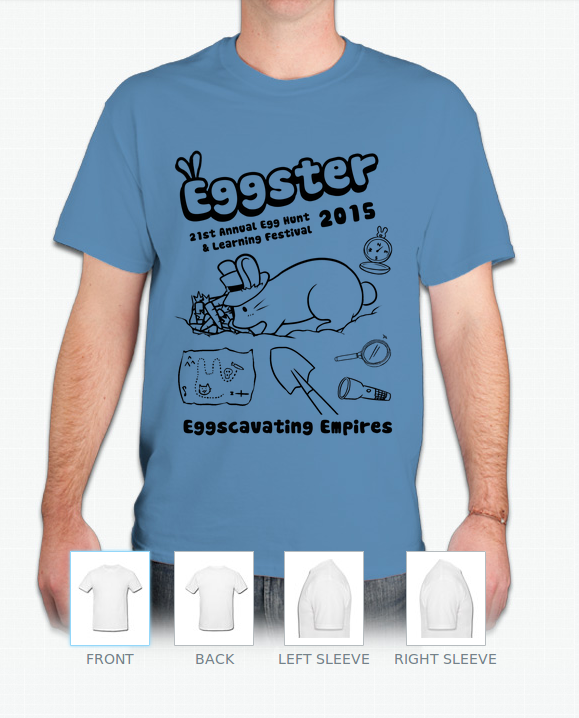 Eggster
21st Annual Egg Hunt
& Learning Festival
2015
Eggscavating Empires
FRONT
BACK
LEFT SLEEVE
RIGHT SLEEVE